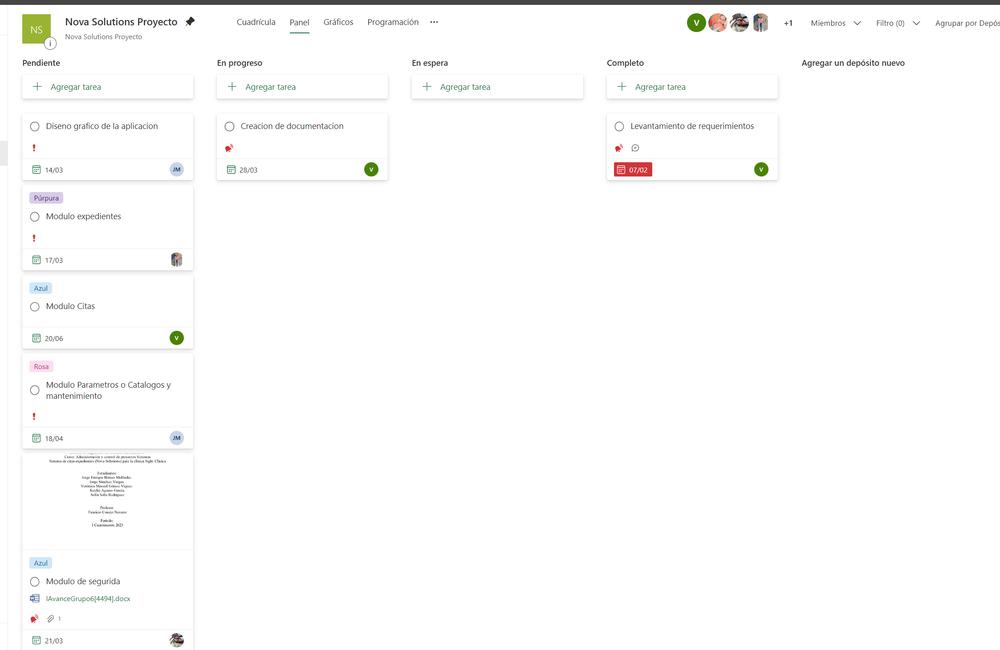 NS
i
Nova Solutions Proyecto
Nova Solutions Proyecto
Cuadrícula
Panel
Gráficos
Programación
V
+1
Miembros
Filtro (0)
Agrupar por Depós
Pendiente
Agregar tarea
Diseno grafico de la aplicacion
14/03
JM
Púrpura
Modulo expedientes
17/03
Azul
Modulo Citas
20/06
V
Rosa
Modulo Parametros o Catalogos y
mantenimiento
18/04
JM
Curso: Administración y control de proyectos Sistemas
Sistema de citas-expedientes (Nova Solutions) para la clínica Sight Clinica
Estudiantes:
Jorge Enrique Brenes Meléndez.
Jorge Sánchez Vargas.
Verónica Massiel Gómez Víquez.
Keylin Aguero Garcia.
Sofia Solis Rodriguez
Profesor:
Fauricio Conejo Navarro
Periodo:
I Cuatrimestre 2023
Azul
Modulo de segurida
IAvanceGrupo6[4494].docx
1
21/03
En progreso
Agregar tarea
Creacion de documentacion
28/03
V
En espera
Agregar tarea
Completo
Agregar tarea
Levantamiento de requerimientos
07/02
V
Agregar un depósito nuevo